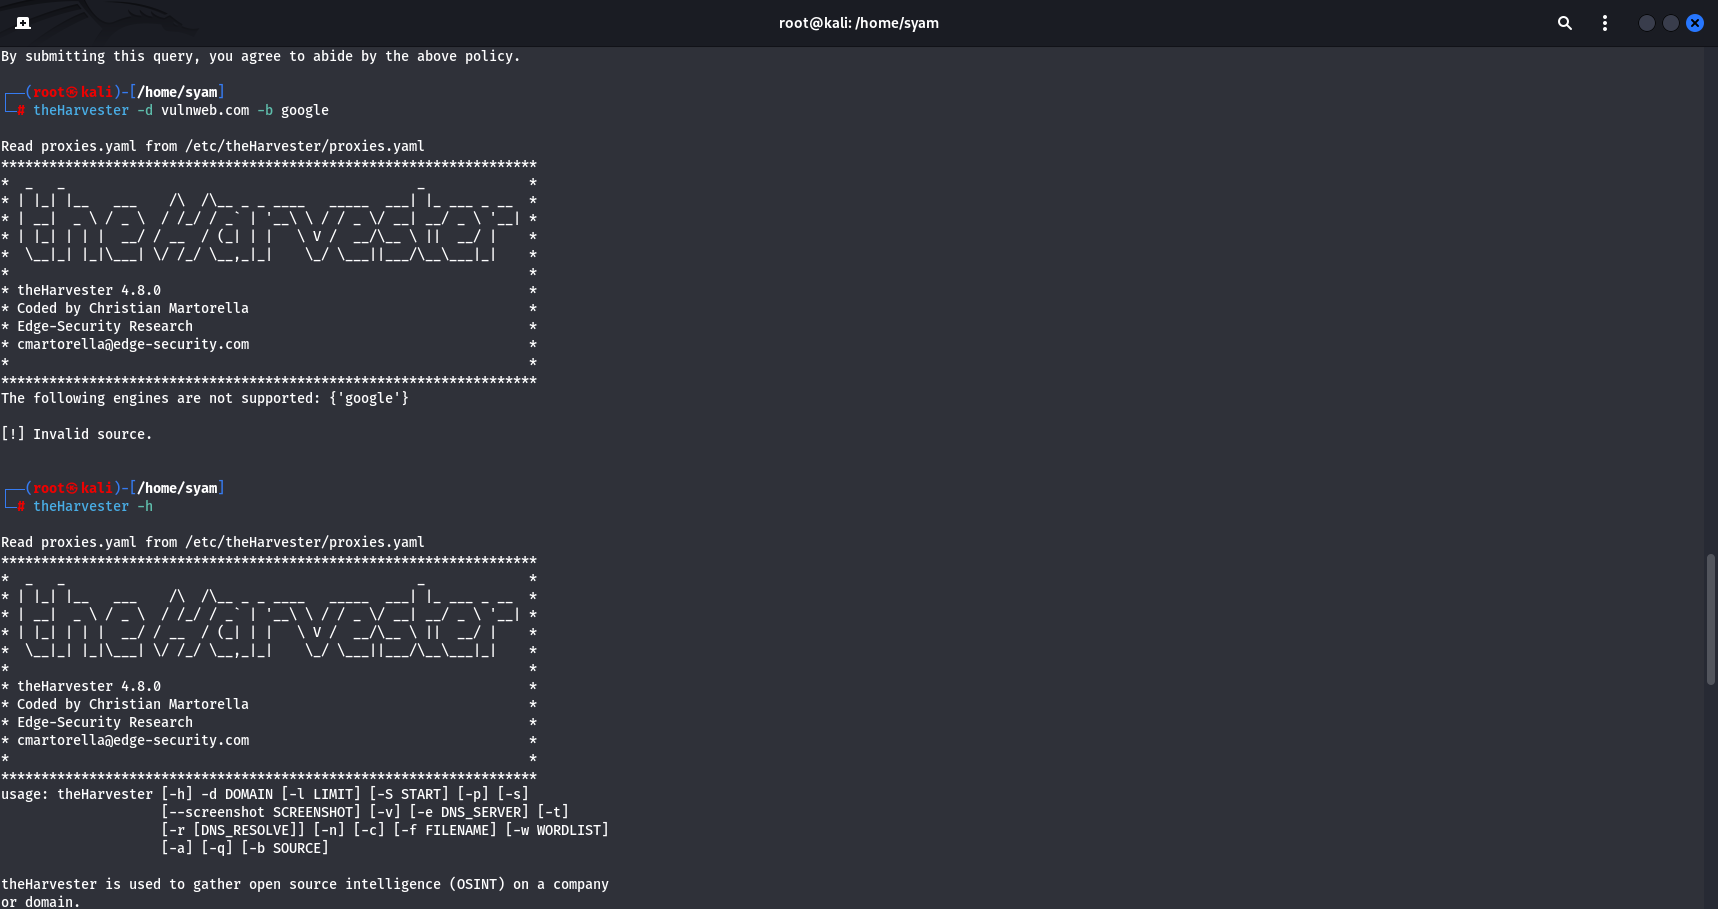 root@kali: /home/syam
By submitting this query, you agree to abide by the above policy.
┌──(root㉿kali)-[/home/syam]
└─# theHarvester -d vulnweb.com -b google
Read proxies.yaml from /etc/theHarvester/proxies.yaml
*******************************************************************
*  _   _                                            _             *
* | |_| |__   ___    /\  /\__ _ _ ____   _____  ___| |_ ___ _ __  *
* | __|  _ \ / _ \  / /_/ / _` | '__\ \ / / _ \/ __| __/ _ \ '__| *
* | |_| | | |  __/ / __  / (_| | |   \ V /  __/\__ \ ||  __/ |    *
*  \__|_| |_|\___| \/ /_/ \__,_|_|    \_/ \___||___/\__\___|_|    *
*                                                                 *
* theHarvester 4.8.0                                              *
* Coded by Christian Martorella                                   *
* Edge-Security Research                                          *
* cmartorella@edge-security.com                                   *
*                                                                 *
*******************************************************************
The following engines are not supported: {'google'}
[!] Invalid source.
┌──(root㉿kali)-[/home/syam]
└─# theHarvester -h
Read proxies.yaml from /etc/theHarvester/proxies.yaml
*******************************************************************
*  _   _                                            _             *
* | |_| |__   ___    /\  /\__ _ _ ____   _____  ___| |_ ___ _ __  *
* | __|  _ \ / _ \  / /_/ / _` | '__\ \ / / _ \/ __| __/ _ \ '__| *
* | |_| | | |  __/ / __  / (_| | |   \ V /  __/\__ \ ||  __/ |    *
*  \__|_| |_|\___| \/ /_/ \__,_|_|    \_/ \___||___/\__\___|_|    *
*                                                                 *
* theHarvester 4.8.0                                              *
* Coded by Christian Martorella                                   *
* Edge-Security Research                                          *
* cmartorella@edge-security.com                                   *
*                                                                 *
*******************************************************************
usage: theHarvester [-h] -d DOMAIN [-l LIMIT] [-S START] [-p] [-s]
                    [--screenshot SCREENSHOT] [-v] [-e DNS_SERVER] [-t]
                    [-r [DNS_RESOLVE]] [-n] [-c] [-f FILENAME] [-w WORDLIST]
                    [-a] [-q] [-b SOURCE]
theHarvester is used to gather open source intelligence (OSINT) on a company
or domain.